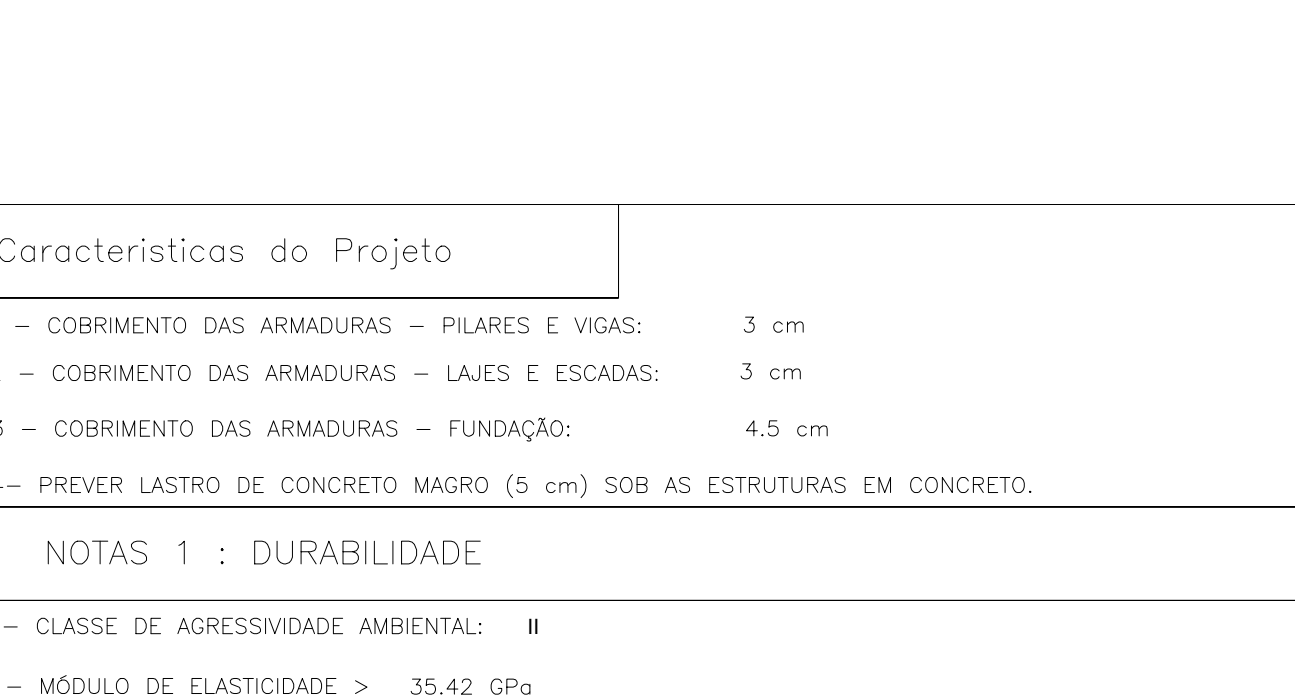 Caracteristicas do Projeto
— COBRIMENTO DAS ARMADURAS — PILARES E VIGAS: 3 cm
— COBRIMENTO DAS ARMADURAS — LAJES E ESCADAS: 3 cm
3 — COBRIMENTO DAS ARMADURAS — FUNDAÇÃO: 4.5 cm
— PREVER LASTRO DE CONCRETO MAGRO (5 cm) SOB AS ESTRUTURAS EM CONCRETO.
NOTAS 1 : DURABILIDADE
— CLASSE DE AGRESSIVIDADE AMBIENTAL: II
— MÓDULO DE ELASTICIDADE > 35.42 GPa